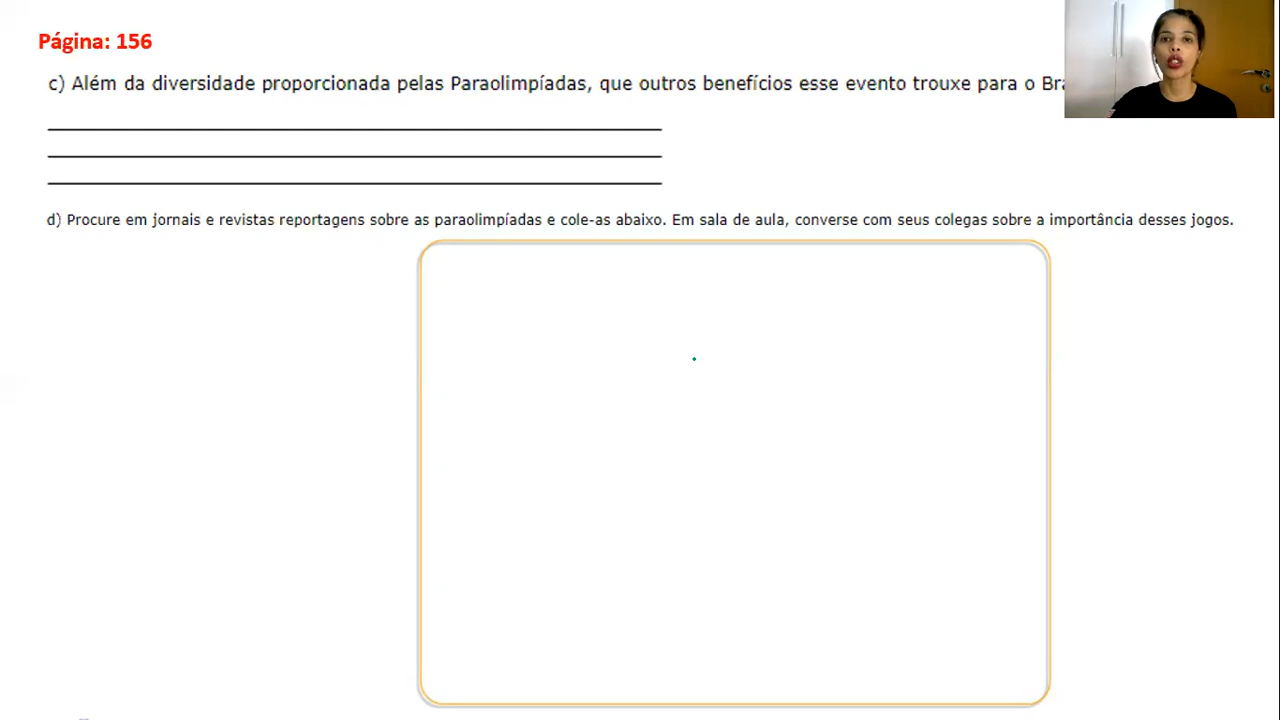 Página: 156
c) Além da diversidade proporcionada pelas Paraolimpíadas, que outros benefícios esse evento trouxe para o
d) Procure em jornais e revistas reportagens sobre as paraolimpíadas e cole-as abaixo. Em sala de aula, converse com seus colegas sobre a importância desses jogos.